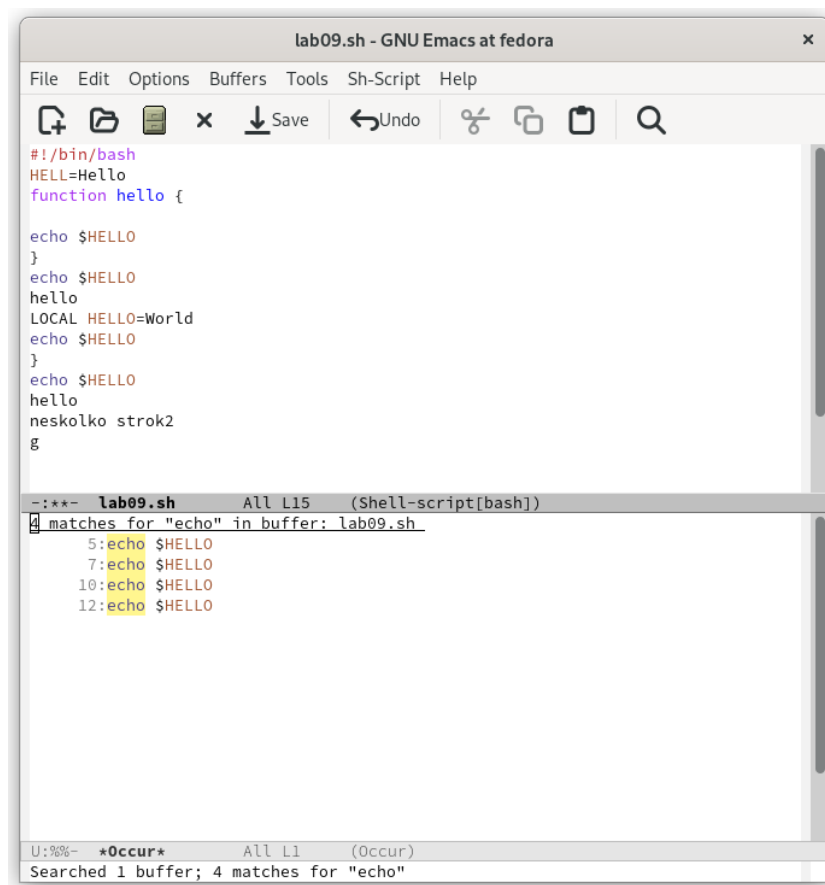 lab09.sh - GNU Emacs at fedora ×
File Edit Options Buffers Tools Sh-Script Help
Save Undo
#!/bin/bash
HELL=Hello
function hello {
echo $HELLO
}
echo $HELLO
hello
LOCAL HELLO=World
echo $HELLO
}
echo $HELLO
hello
neskolko strok2
g
-:**- lab09.sh All L15 (Shell-script[bash])
4 matches for "echo" in buffer: lab09.sh
5:echo $HELLO
7:echo $HELLO
10:echo $HELLO
12:echo $HELLO
U:%%- *Occur* All L1 (Occur)
Searched 1 buffer; 4 matches for "echo"